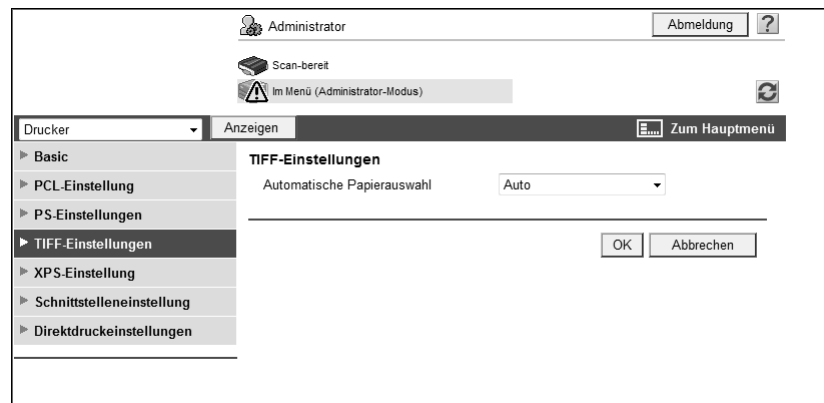 Administrator
Abmeldung
?
Scan-bereit
Im Menü (Administrator-Modus)
Drucker
Anzeigen
Zum Hauptmenü
Basic
PCL-Einstellung
PS-Einstellungen
TIFF-Einstellungen
XPS-Einstellung
Schnittstelleneinstellung
Direktdruckeinstellungen
TIFF-Einstellungen
Automatische Papierauswahl Auto
OK Abbrechen